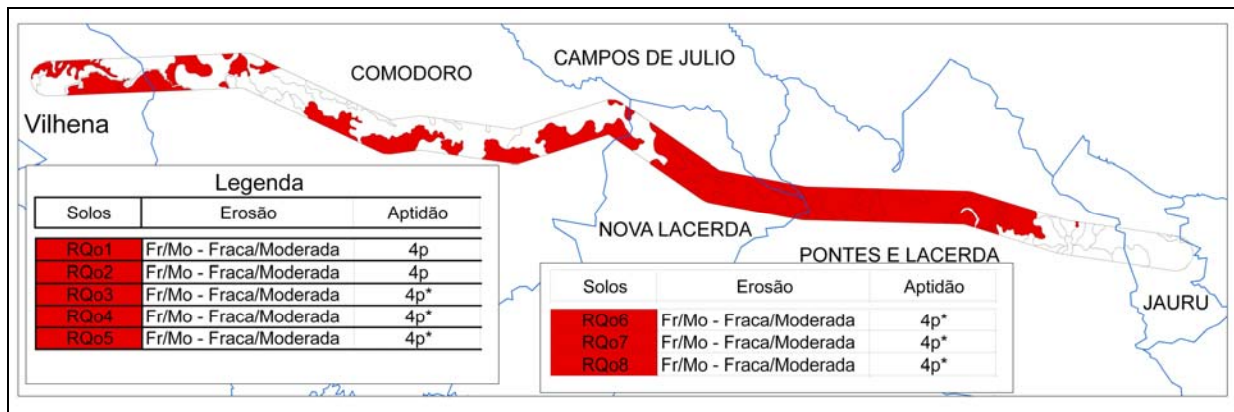 CAMPOS DE JULIO
COMODORO
Vilhena
Legenda
Solos Erosão Aptidão
RQo1 Fr/Mo - Fraca/Moderada 4p
RQo2 Fr/Mo - Fraca/Moderada 4p
RQo3 Fr/Mo - Fraca/Moderada 4p*
RQo4 Fr/Mo - Fraca/Moderada 4p*
RQo5 Fr/Mo - Fraca/Moderada 4p*
NOVA LACERDA
PONTES E LACERDA
JAURU
Solos Erosão Aptidão
RQo6 Fr/Mo - Fraca/Moderada 4p*
RQo7 Fr/Mo - Fraca/Moderada 4p*
RQo8 Fr/Mo - Fraca/Moderada 4p*